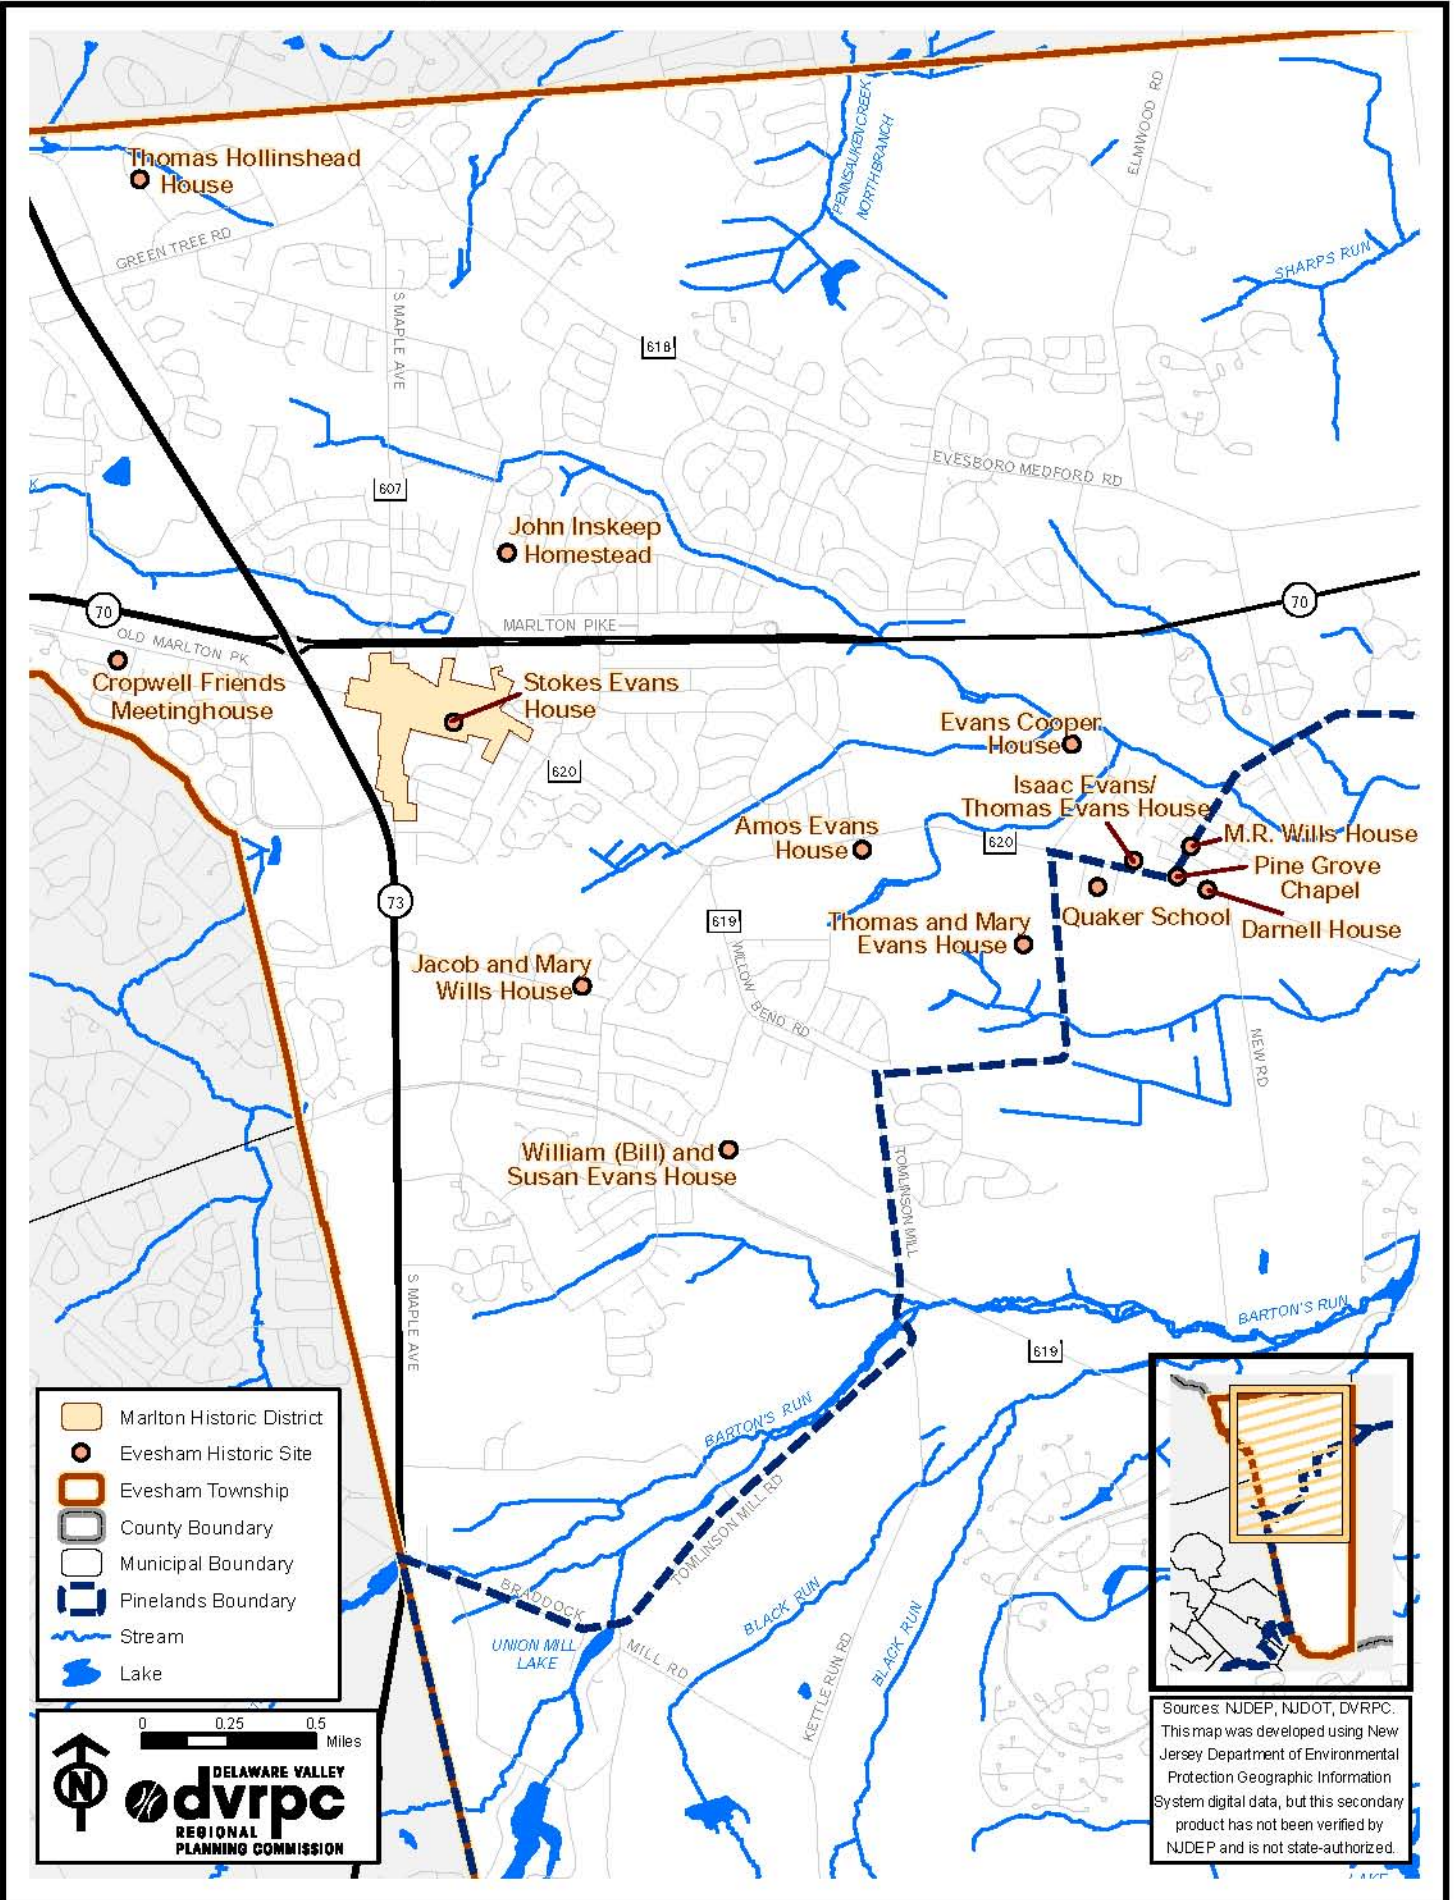 PENNSAUKEN CREEK
NORTH BRANCH
ELMWOOD RD
Thomas Hollinshead
House
GREEN TREE RD
SHARPS RUN
S MAPLE AVE
618
EVESBORO MEDFORD RD
607
K
John Inskeep
Homestead
70
70
MARLTON PIKE
OLD MARLTON PK
Cropwell Friends
Meetinghouse
Stokes Evans
House
Evans Cooper
House
620
Isaac Evans/
Thomas Evans House
Amos Evans
House
620
M.R. Wills House
Pine Grove
Chapel
73
619
Quaker School
Darnell House
Thomas and Mary
Evans House
Jacob and Mary
Wills House
WILLOW BEND RD
NEW RD
William (Bill) and
Susan Evans House
TOMLINSON MILL
S MAPLE AVE
BARTON'S RUN
619
BARTON'S RUN
TOMLINSON MILL RD
BRADDOCK
MILL RD
UNION MILL
LAKE
BLACK RUN
BLACK RUN
KETTLE RUN RD
LAKE
Marlton Historic District
Evesham Historic Site
Evesham Township
County Boundary
Municipal Boundary
Pinelands Boundary
Stream
Lake
0 0.25 0.5
Miles
N
DELAWARE VALLEY
dvrpc
REGIONAL
PLANNING COMMISSION
Sources: NJDEP, NJDOT, DVRPC.
This map was developed using New
Jersey Department of Environmental
Protection Geographic Information
System digital data, but this secondary
product has not been verified by
NJDEP and is not state-authorized.